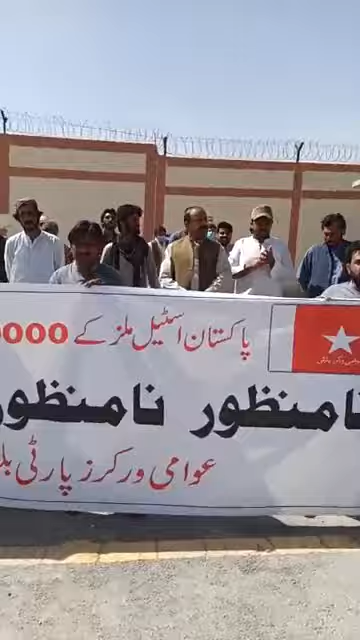 پاکستان اسٹیل ملز کے 0000
نامنظور نامنظور
عوامی ورکرز پارٹی